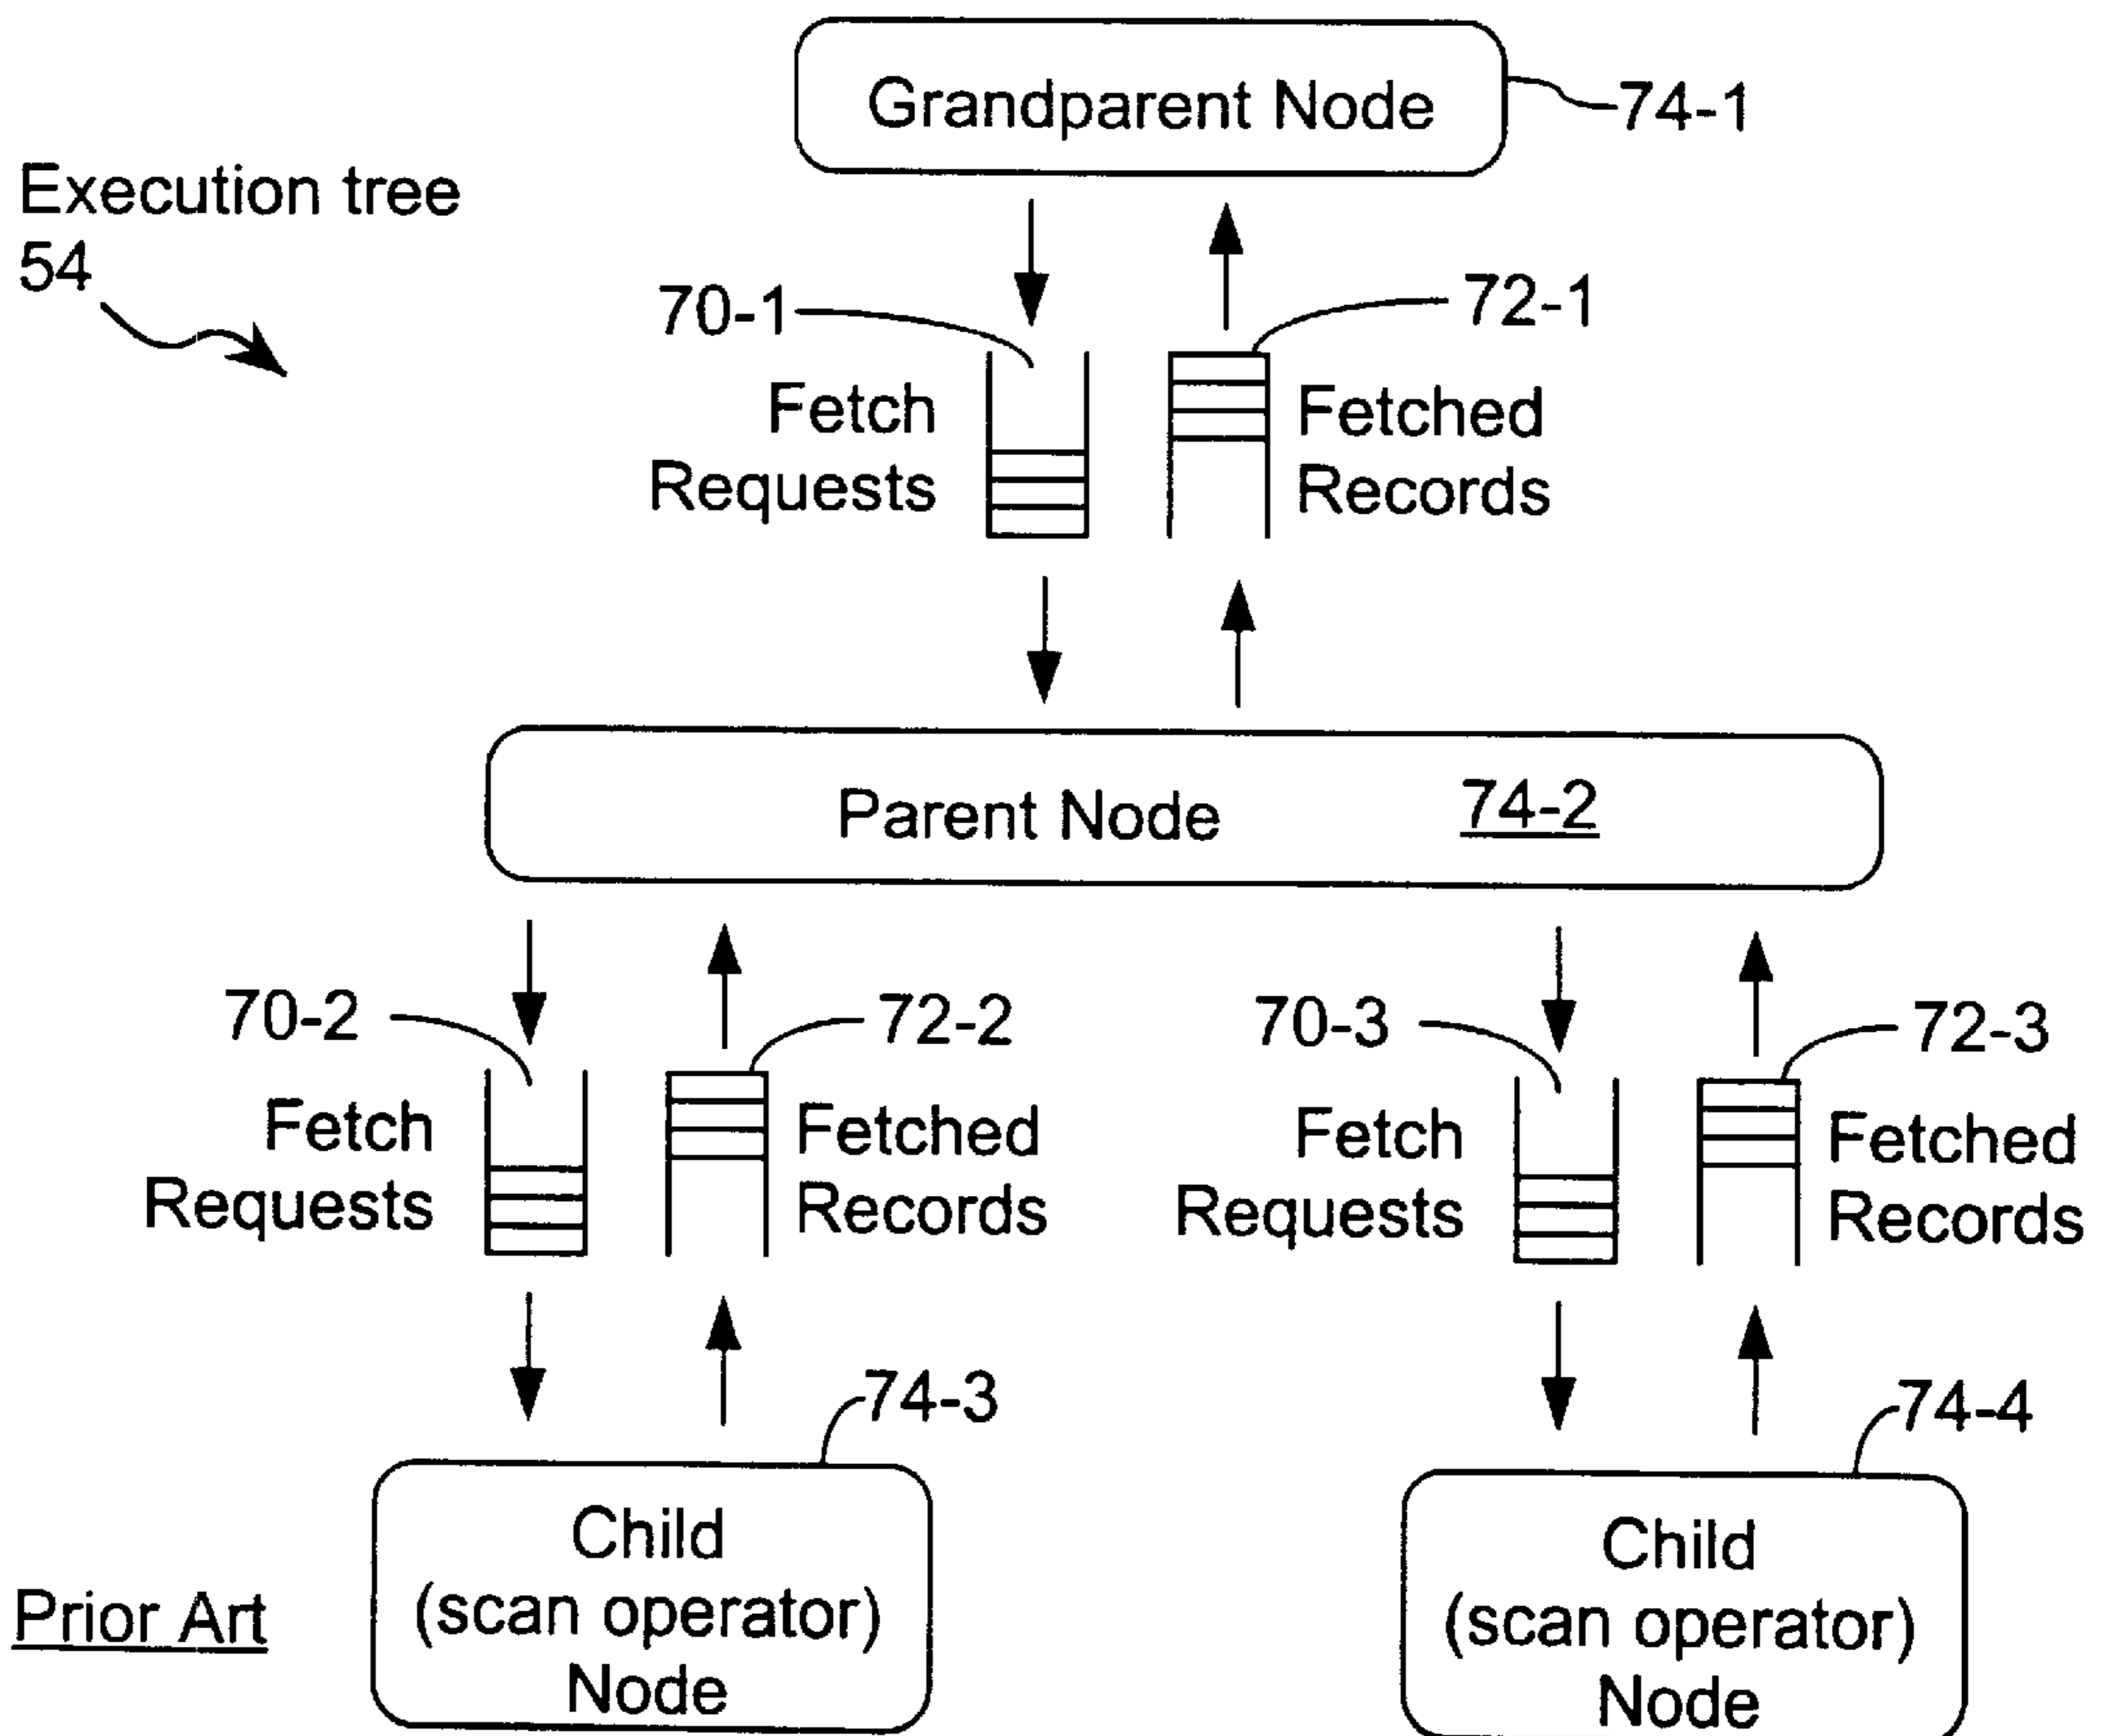 Grandparent Node
74-1
Execution tree
54
70-1
72-1
Fetch
Requests
Fetched
Records
Parent Node
74-2
70-2
72-2
Fetch
Requests
Fetched
Records
70-3
72-3
Fetch
Requests
Fetched
Records
74-3
74-4
Child
(scan operator)
Node
Child
(scan operator)
Node
Prior Art